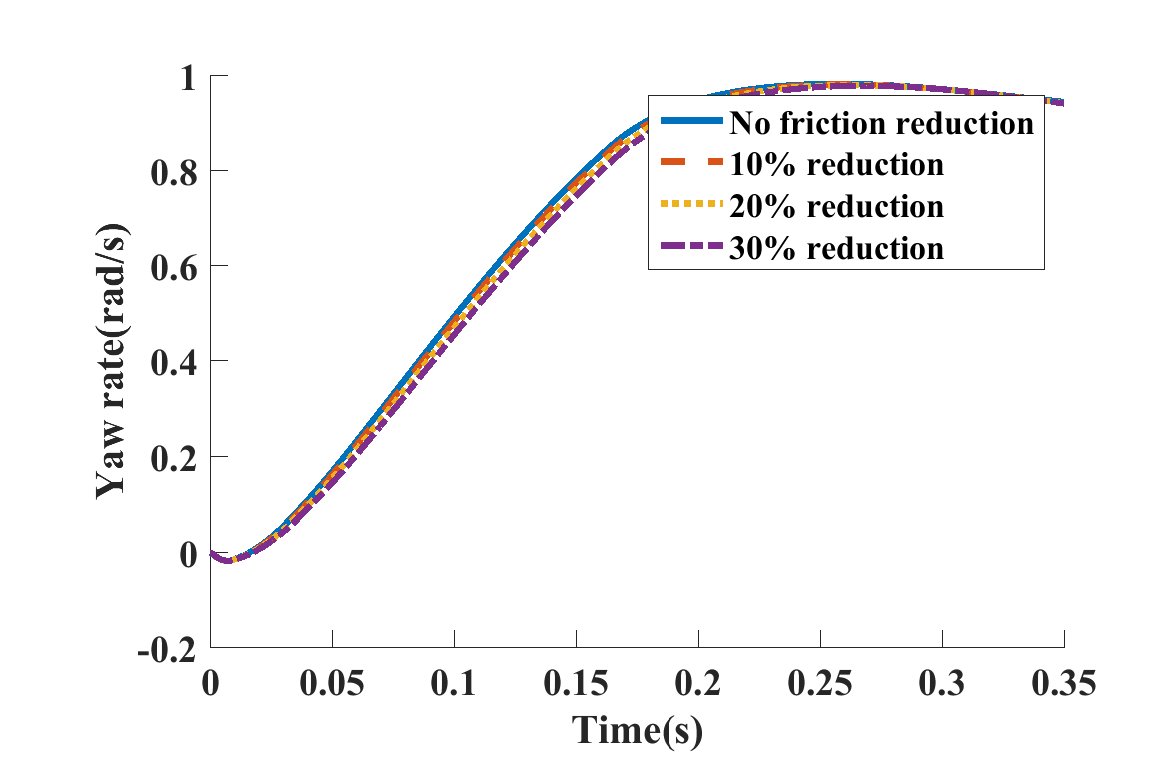 1
0.8
0.6
0.4
0.2
0
-0.2
Yaw rate(rad/s)
No friction reduction
10% reduction
20% reduction
30% reduction
0 0.05 0.1 0.15 0.2 0.25 0.3 0.35
Time(s)